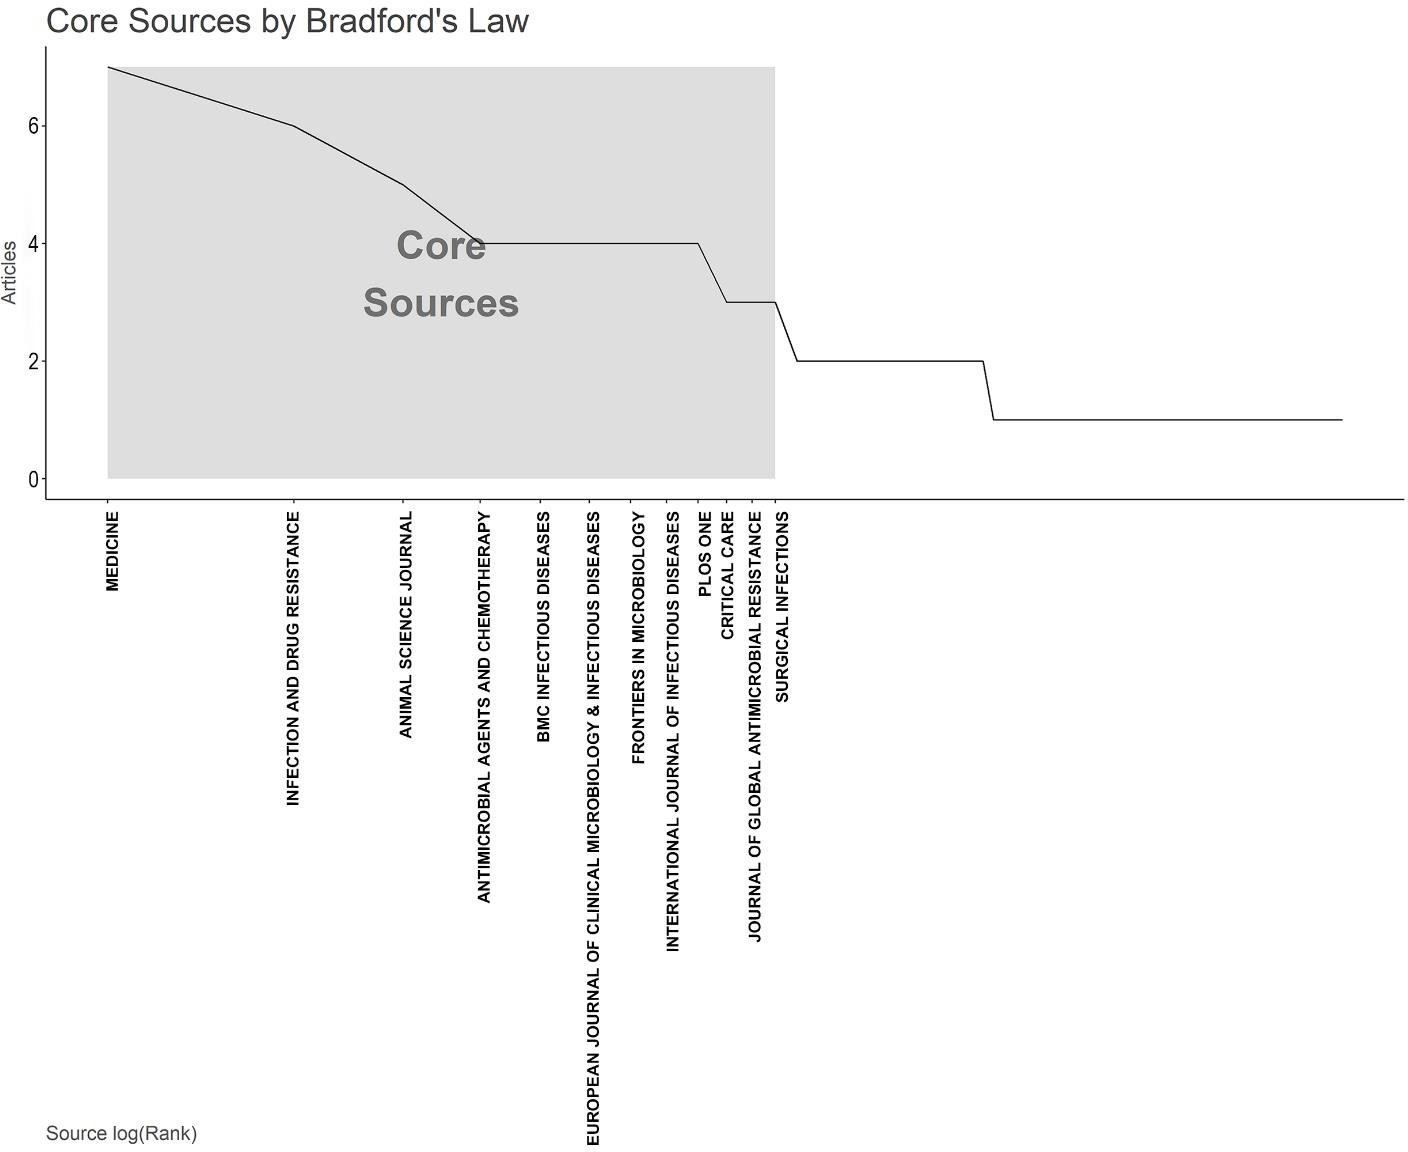 Core Sources by Bradford's Law
6
4
2
0
Articles
Core
Sources
MEDICINE
INFECTION AND DRUG RESISTANCE
ANIMAL SCIENCE JOURNAL
ANTIMICROBIAL AGENTS AND CHEMOTHERAPY
BMC INFECTIOUS DISEASES
EUROPEAN JOURNAL OF CLINICAL MICROBIOLOGY & INFECTIOUS DISEASES
FRONTIERS IN MICROBIOLOGY
INTERNATIONAL JOURNAL OF INFECTIOUS DISEASES
PLOS ONE
CRITICAL CARE
JOURNAL OF GLOBAL ANTIMICROBIAL RESISTANCE
SURGICAL INFECTIONS
Source log(Rank)